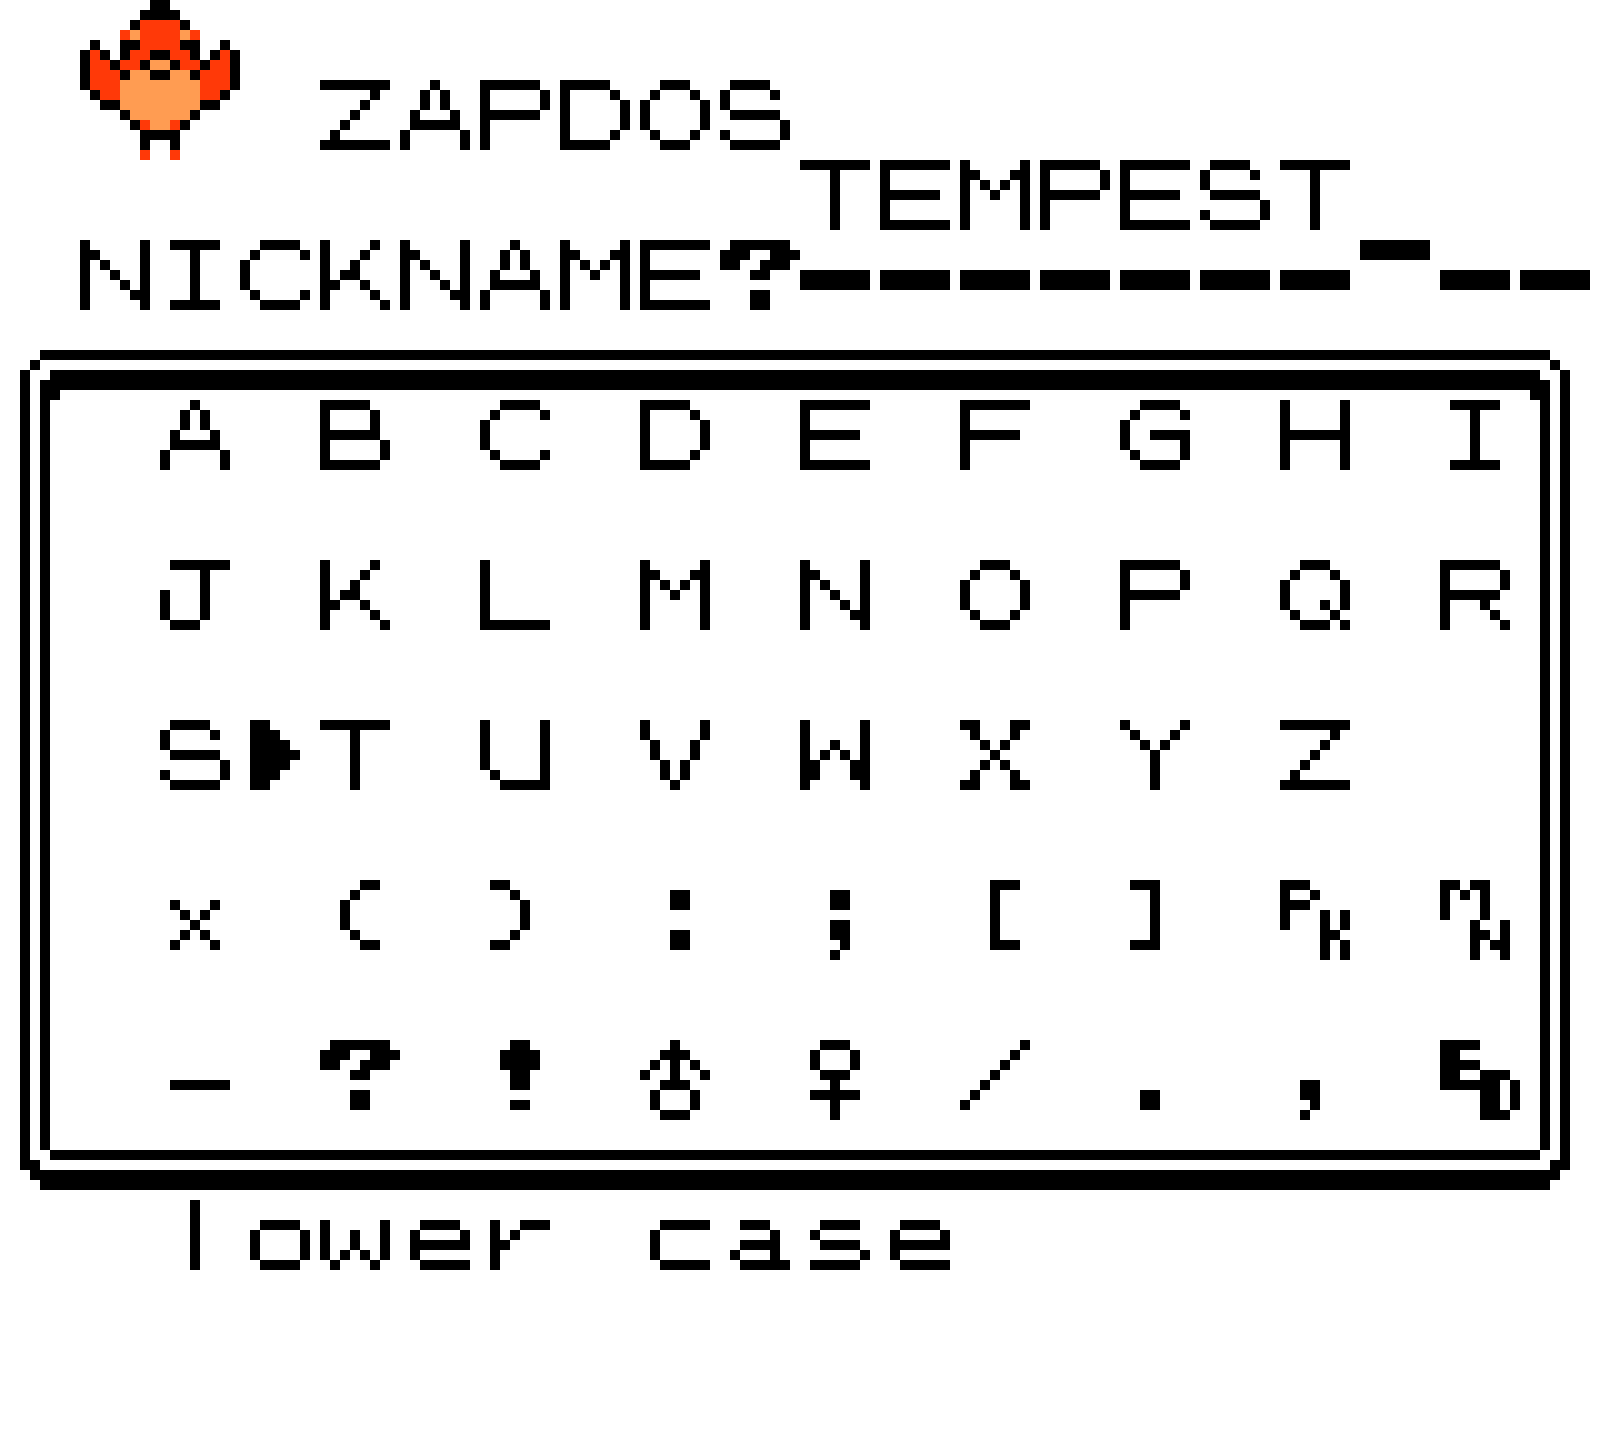 ZAPDOS
TEMPEST
NICKNAME?
A B C D E F G H I
J K L M N O P Q R
S ▶T U V W X Y Z
× ( ) : ; [ ] PK MN
- ? ! ♂ ♀ / . , ED
lower case